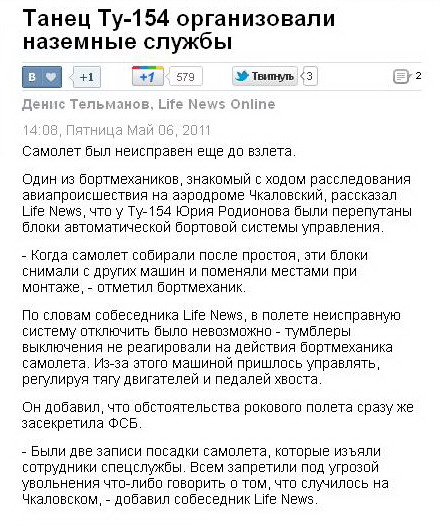 Танец Ту-154 организовали
наземные службы
В +1 +1 579 Твитнуть 3 2
Денис Тельманов, Life News Online
14:08, Пятница Май 06, 2011
Самолет был неисправен еще до взлета.
Один из бортмехаников, знакомый с ходом расследования
авиапроисшествия на аэродроме Чкаловский, рассказал
Life News, что у Ту-154 Юрия Родионова были перепутаны
блоки автоматической бортовой системы управления.
- Когда самолет собирали после простоя, эти блоки
снимали с других машин и поменяли местами при
монтаже, - отметил бортмеханик.
По словам собеседника Life News, в полете неисправную
систему отключить было невозможно - тумблеры
выключения не реагировали на действия бортмеханика
самолета. Из-за этого машиной пришлось управлять,
регулируя тягу двигателей и педалей хвоста.
Он добавил, что обстоятельства рокового полета сразу же
засекретила ФСБ.
- Были две записи посадки самолета, которые изъяли
сотрудники спецслужбы. Всем запретили под угрозой
увольнения что-либо говорить о том, что случилось на
Чкаловском, - добавил собеседник Life News.